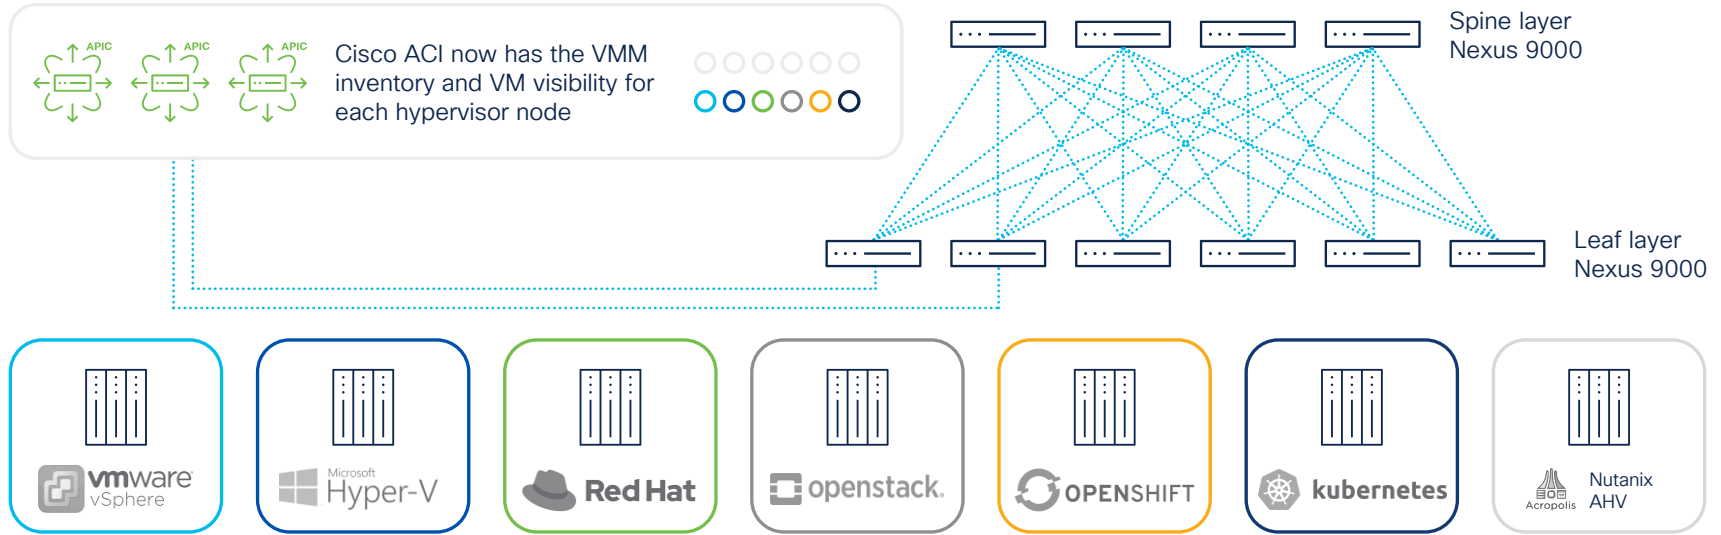 APIC
APIC
APIC
Cisco ACI now has the VMM
inventory and VM visibility for
each hypervisor node
Spine layer
Nexus 9000
Leaf layer
Nexus 9000
vmware
vSphere
Microsoft
Hyper-V
Red Hat
openstack.
OPENSHIFT
kubernetes
Acropolis
Nutanix
AHV